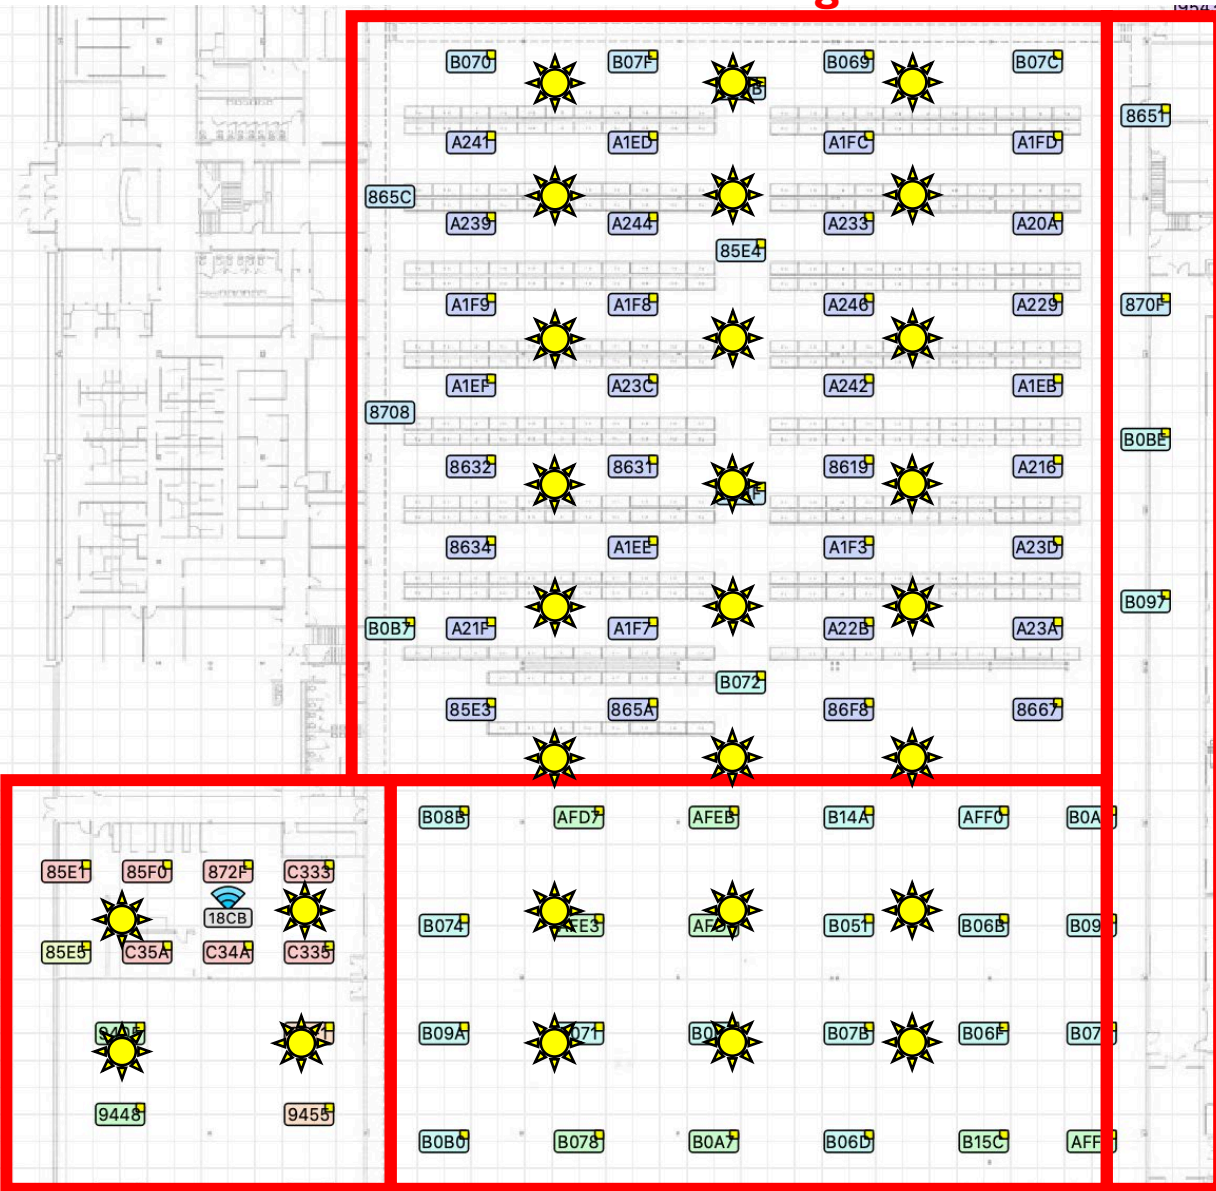 B070 B07F B069 B07C
8651
A241 A1ED A1FC A1FD
865C
A239 A244 A233 A20A
85E4
A1F9 A1F8 A246 A229 870F
A1EF A23C A242 A1EB
8708
B0BE
8632 8631 8619 A216
8634 A1EE A1F3 A23D
B097
B0B7 A21F A1F7 A22B A23A
B072
85E3 865A 86F8 8667
B08B AFD7 AFEB B14A AFF0
85E1 85F0 872F C333
18CB
B074 B051 B06B
85E5 C35A C34A C335
B09A B07B B06F
9448 9455
B0B0 B078 B0A7 B06D B15C